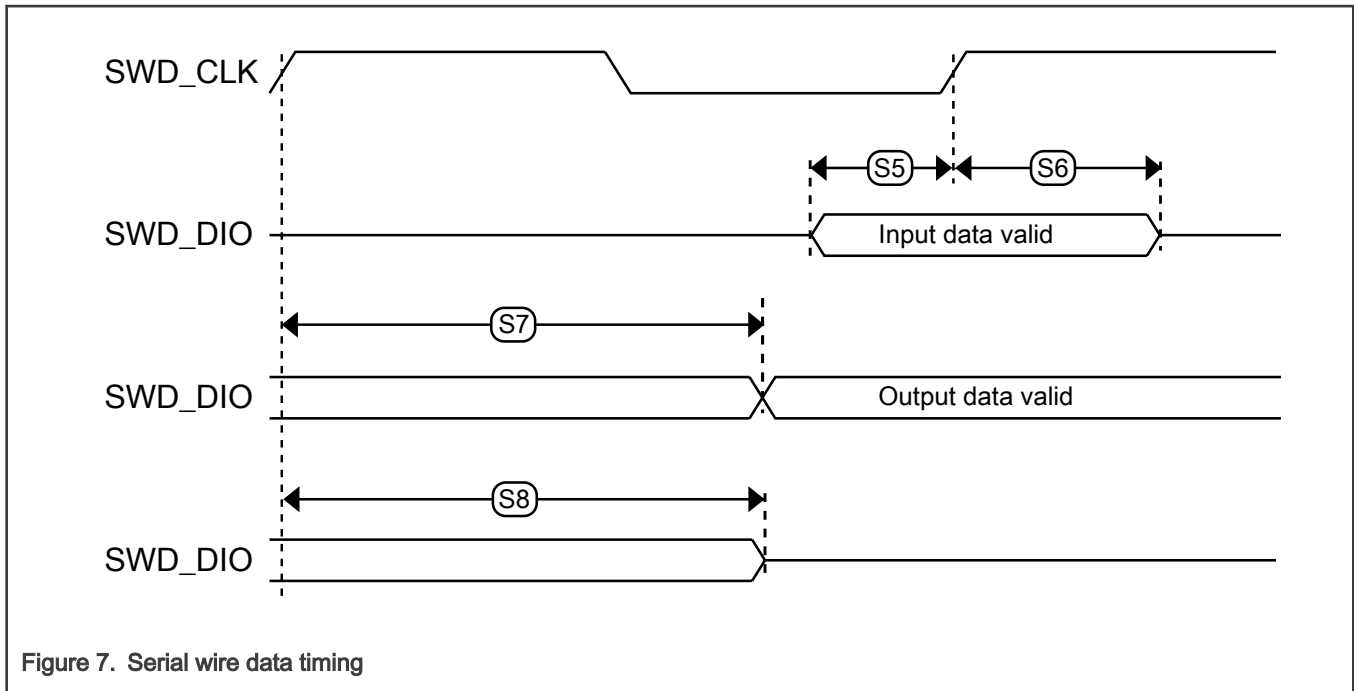 SWD_CLK
S5
S6
SWD_DIO
Input data valid
S7
SWD_DIO
Output data valid
S8
SWD_DIO
Figure 7. Serial wire data timing